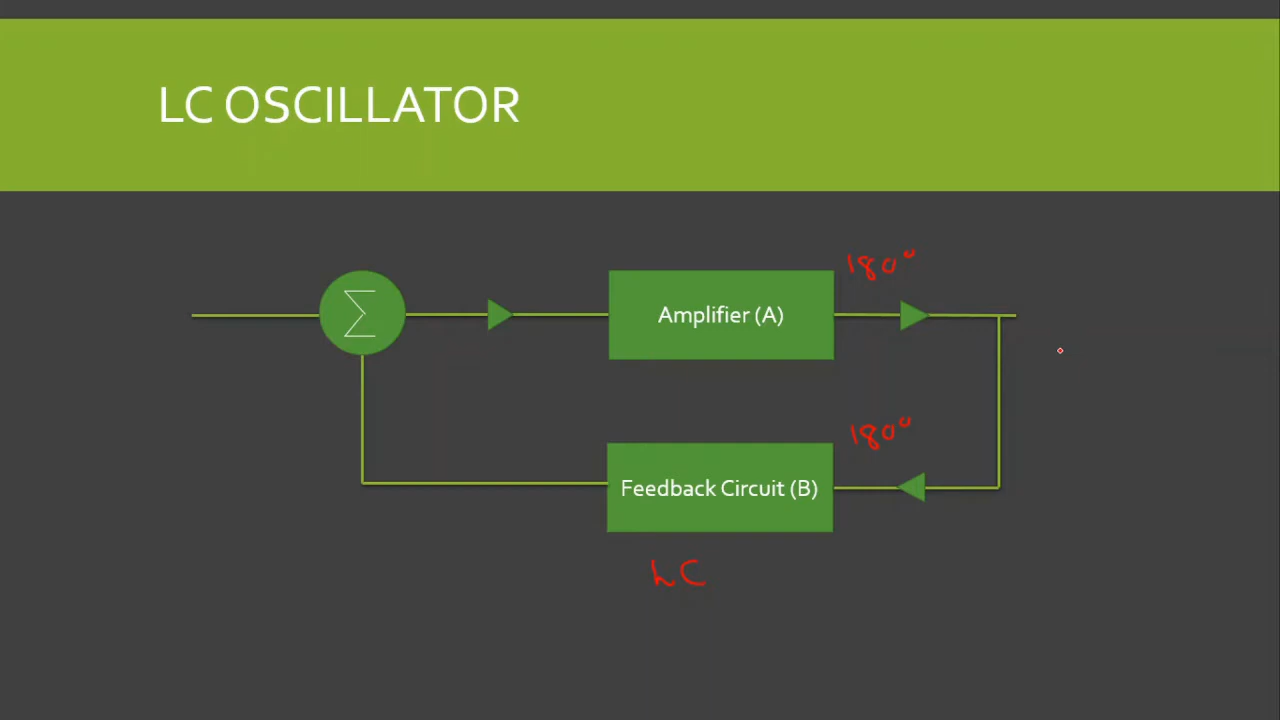 LC OSCILLATOR
180°
∑
Amplifier (A)
180°
Feedback Circuit (B)
LC